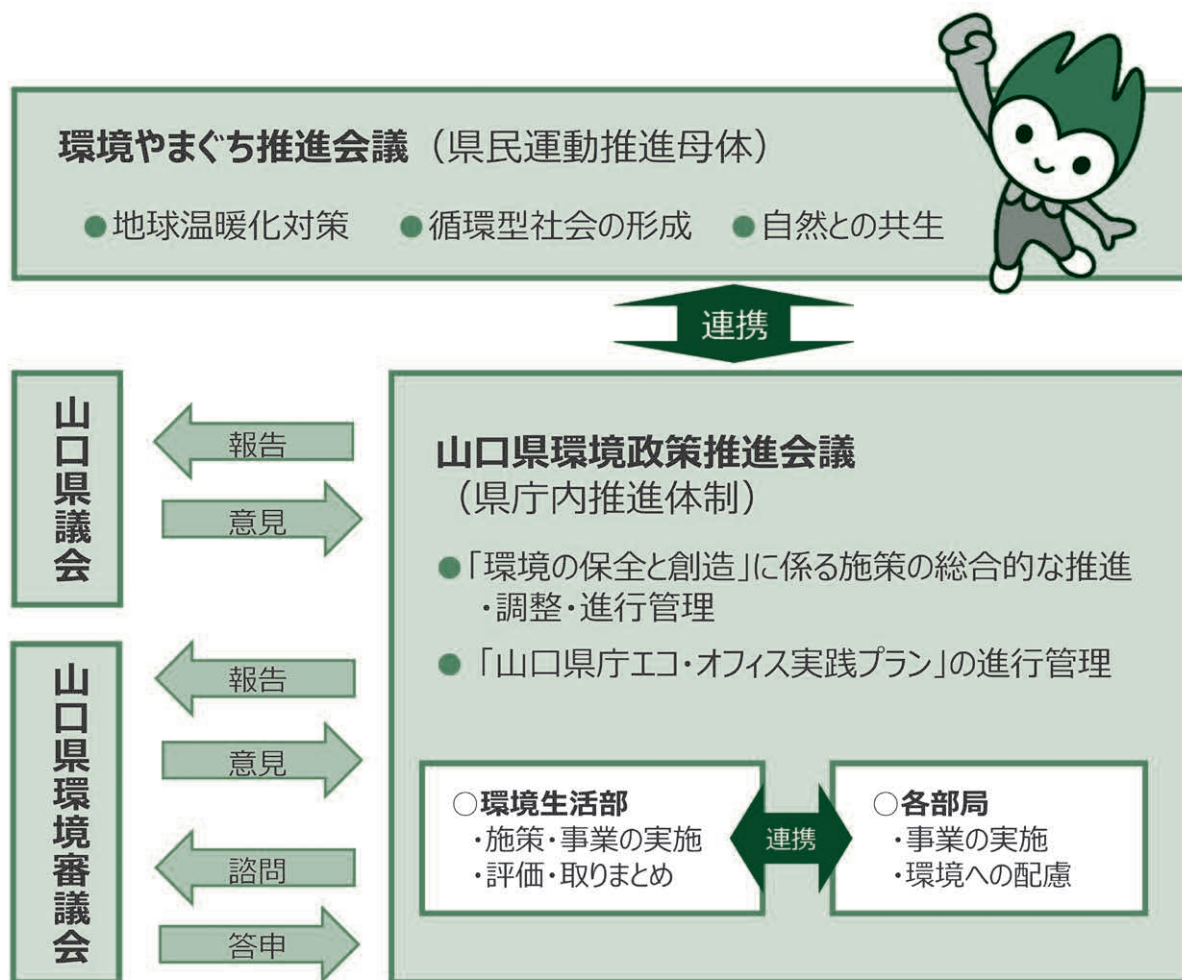 環境やまぐち推進会議（県民運動推進母体）
●地球温暖化対策　●循環型社会の形成　●自然との共生
連携
山口県議会
報告
意見
山口県環境審議会
報告
意見
諮問
答申
山口県環境政策推進会議
（県庁内推進体制）
●「環境の保全と創造」に係る施策の総合的な推進
・調整・進行管理
●「山口県庁エコ・オフィス実践プラン」の進行管理
○環境生活部
・施策・事業の実施
・評価・取りまとめ
連携
○各部局
・事業の実施
・環境への配慮